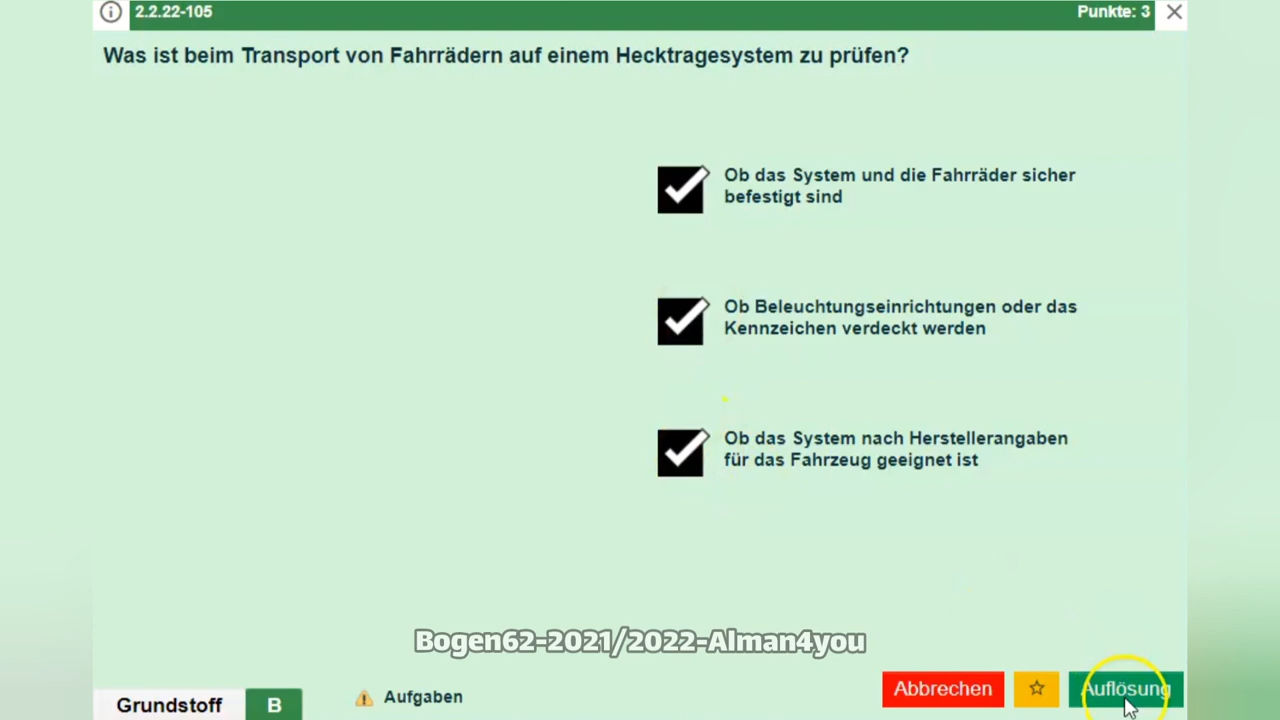 2.2.22-105
Punkte: 3
Was ist beim Transport von Fahrrädern auf einem Hecktragesystem zu prüfen?
Ob das System und die Fahrräder sicher
befestigt sind
Ob Beleuchtungseinrichtungen oder das
Kennzeichen verdeckt werden
Ob das System nach Herstellerangaben
für das Fahrzeug geeignet ist
Bogen62-2021/2022-Alman4you
Abbrechen
Auflösung
Grundstoff
B
Aufgaben